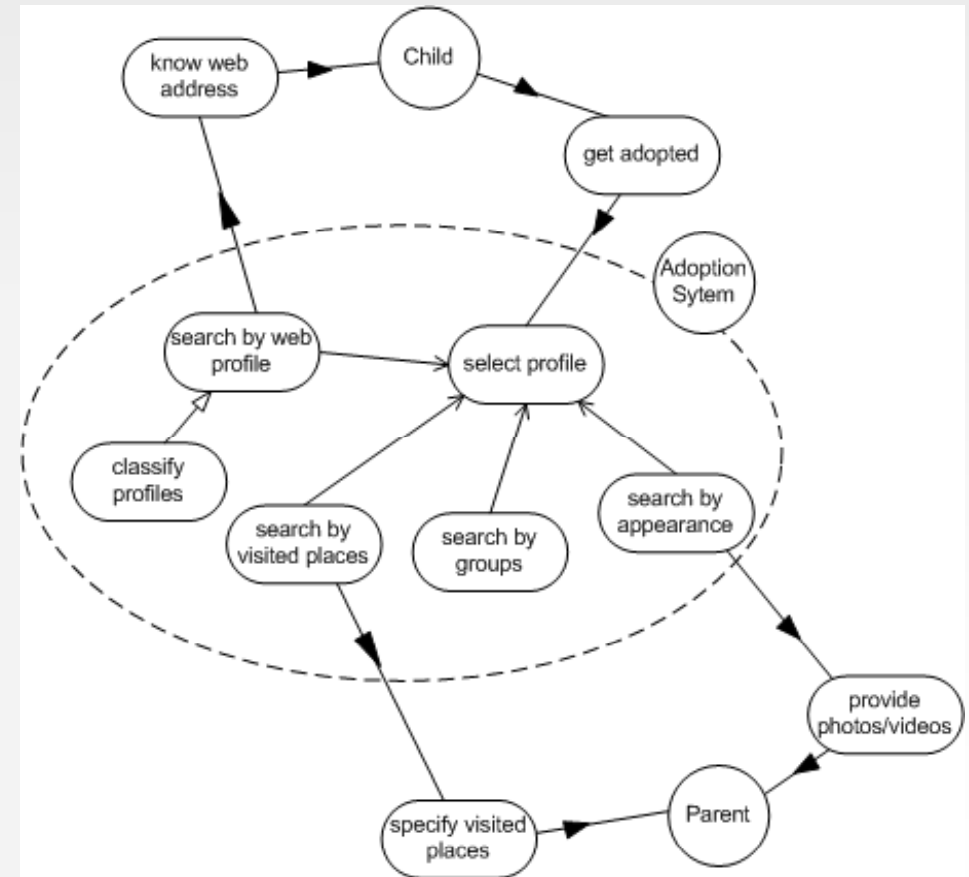 know web
address
Child
get adopted
Adoption
Sytem
search by web
profile
select profile
classify
profiles
search by
visited places
search by
groups
search by
appearance
provide
photos/videos
specify visited
places
Parent